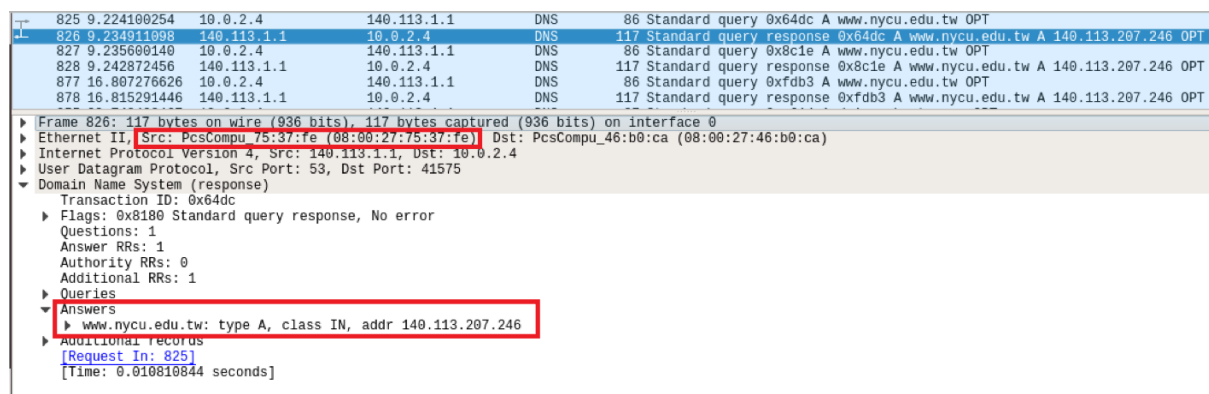 825 9.224100254 10.0.2.4 140.113.1.1 DNS 86 Standard query 0x64dc A www.nycu.edu.tw OPT
826 9.234911098 140.113.1.1 10.0.2.4 DNS 117 Standard query response 0x64dc A www.nycu.edu.tw A 140.113.207.246 OPT
827 9.235600140 10.0.2.4 140.113.1.1 DNS 86 Standard query 0x8c1e A www.nycu.edu.tw OPT
828 9.242872456 140.113.1.1 10.0.2.4 DNS 117 Standard query response 0x8c1e A www.nycu.edu.tw A 140.113.207.246 OPT
877 16.807276626 10.0.2.4 140.113.1.1 DNS 86 Standard query 0xfdb3 A www.nycu.edu.tw OPT
878 16.815291446 140.113.1.1 10.0.2.4 DNS 117 Standard query response 0xfdb3 A www.nycu.edu.tw A 140.113.207.246 OPT
Frame 826: 117 bytes on wire (936 bits), 117 bytes captured (936 bits) on interface 0
Ethernet II, Src: PcsCompu_75:37:fe (08:00:27:75:37:fe), Dst: PcsCompu_46:b0:ca (08:00:27:46:b0:ca)
Internet Protocol Version 4, Src: 140.113.1.1, Dst: 10.0.2.4
User Datagram Protocol, Src Port: 53, Dst Port: 41575
Domain Name System (response)
Transaction ID: 0x64dc
Flags: 0x8180 Standard query response, No error
Questions: 1
Answer RRs: 1
Authority RRs: 0
Additional RRs: 1
Queries
Answers
www.nycu.edu.tw: type A, class IN, addr 140.113.207.246
Additional records
[Request In: 825]
[Time: 0.010810844 seconds]